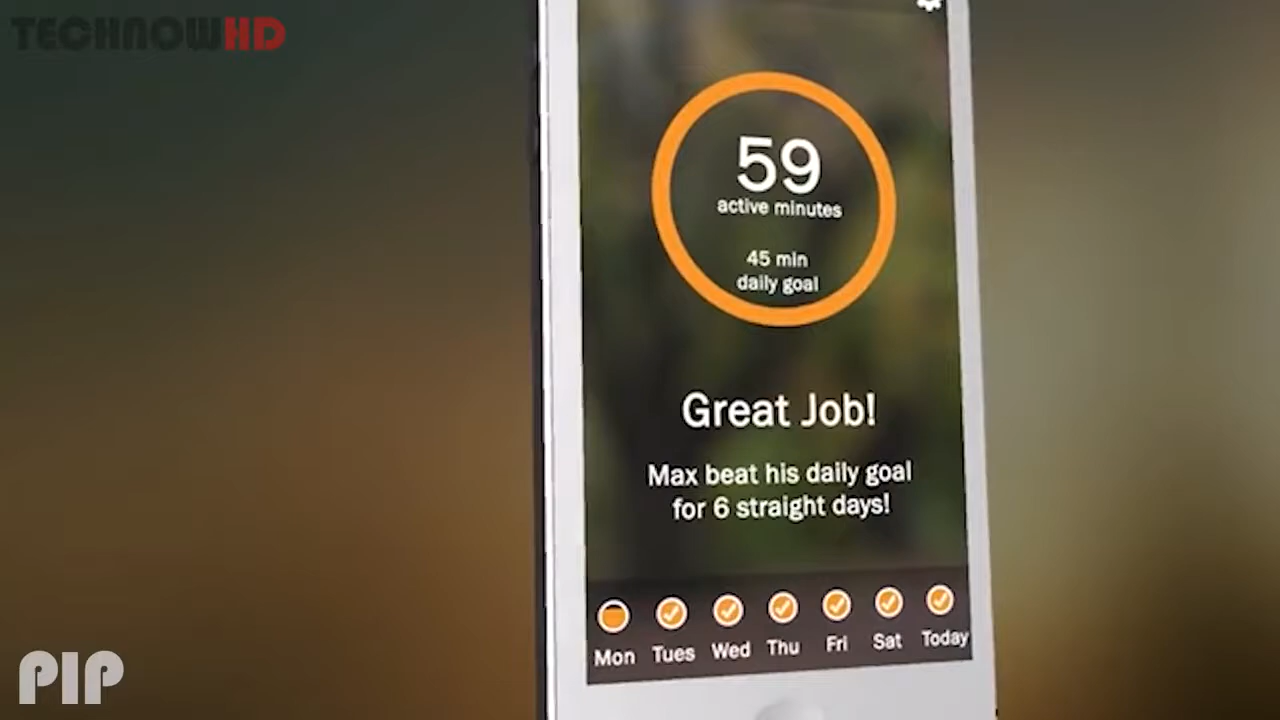 TECHNOWHD
59
active minutes
45 min
daily goal
Great Job!
Max beat his daily goal
for 6 straight days!
Mon Tues Wed Thu Fri Sat Today
PIP